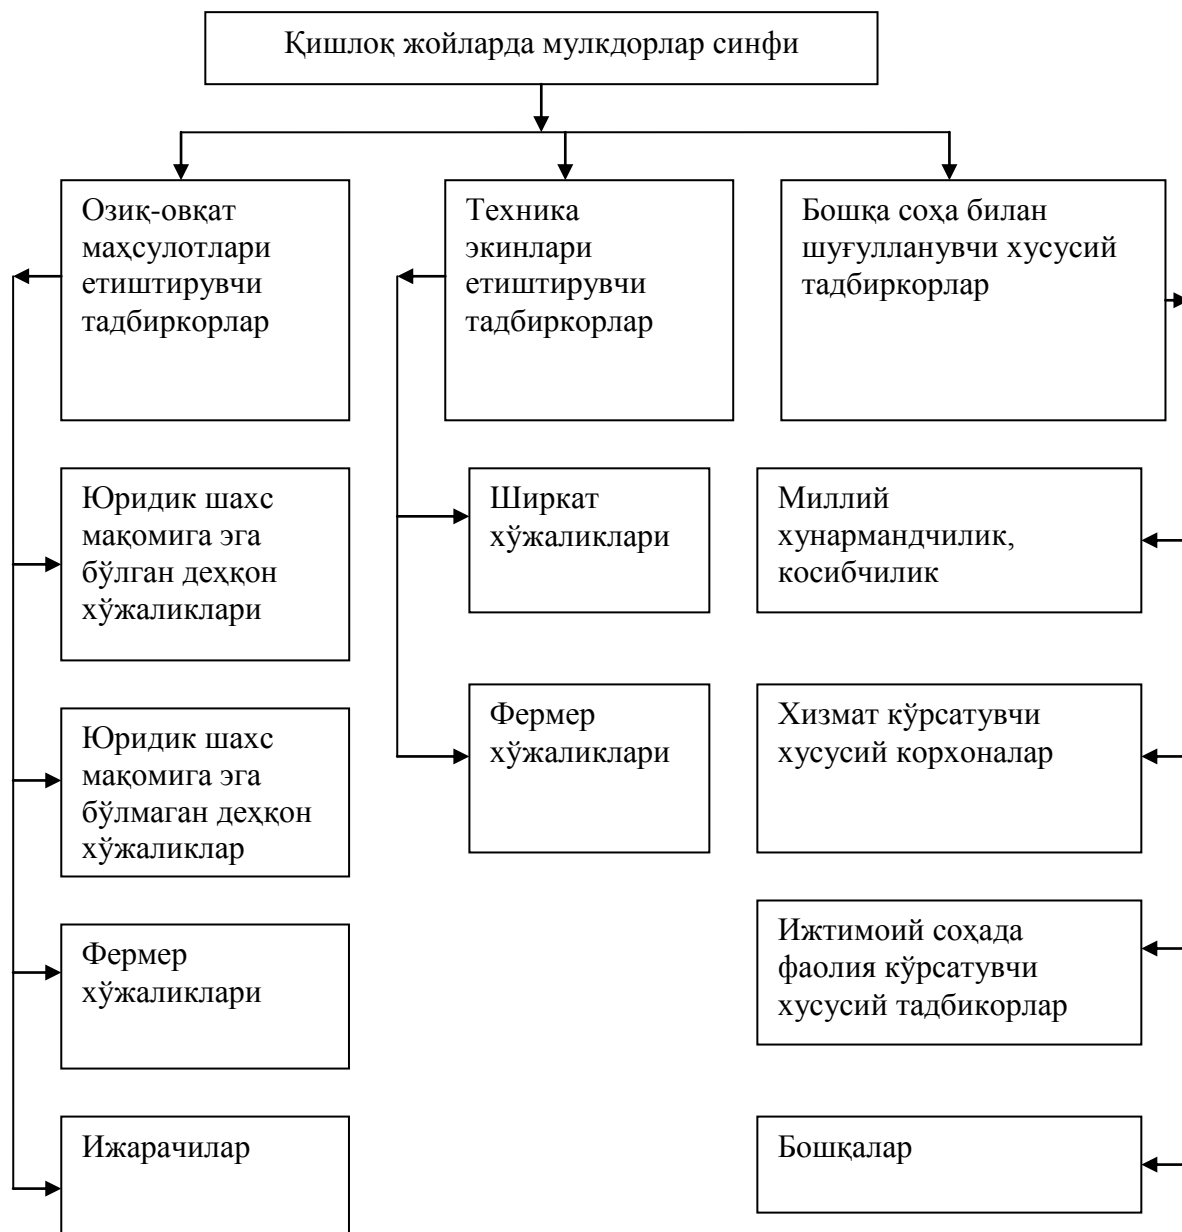 Қишлоқ жойларда мулкдорлар синфи
Озиқ-овқат
маҳсулотлари
етиштирувчи
тадбиркорлар
Техника
экинлари
етиштирувчи
тадбиркорлар
Бошқа соҳа билан
шуғулланувчи хусусий
тадбиркорлар
Юридик шахс
мақомига эга
бўлган деҳқон
хўжаликлари
Ширкат
хўжаликлари
Миллий
хунармандчилик,
косибчилик
Юридик шахс
мақомига эга
бўлмаган деҳқон
хўжаликлар
Фермер
хўжаликлари
Хизмат кўрсатувчи
хусусий корхоналар
Фермер
хўжаликлари
Ижтимоий соҳада
фаолия кўрсатувчи
хусусий тадбикорлар
Ижарачилар
Бошқалар